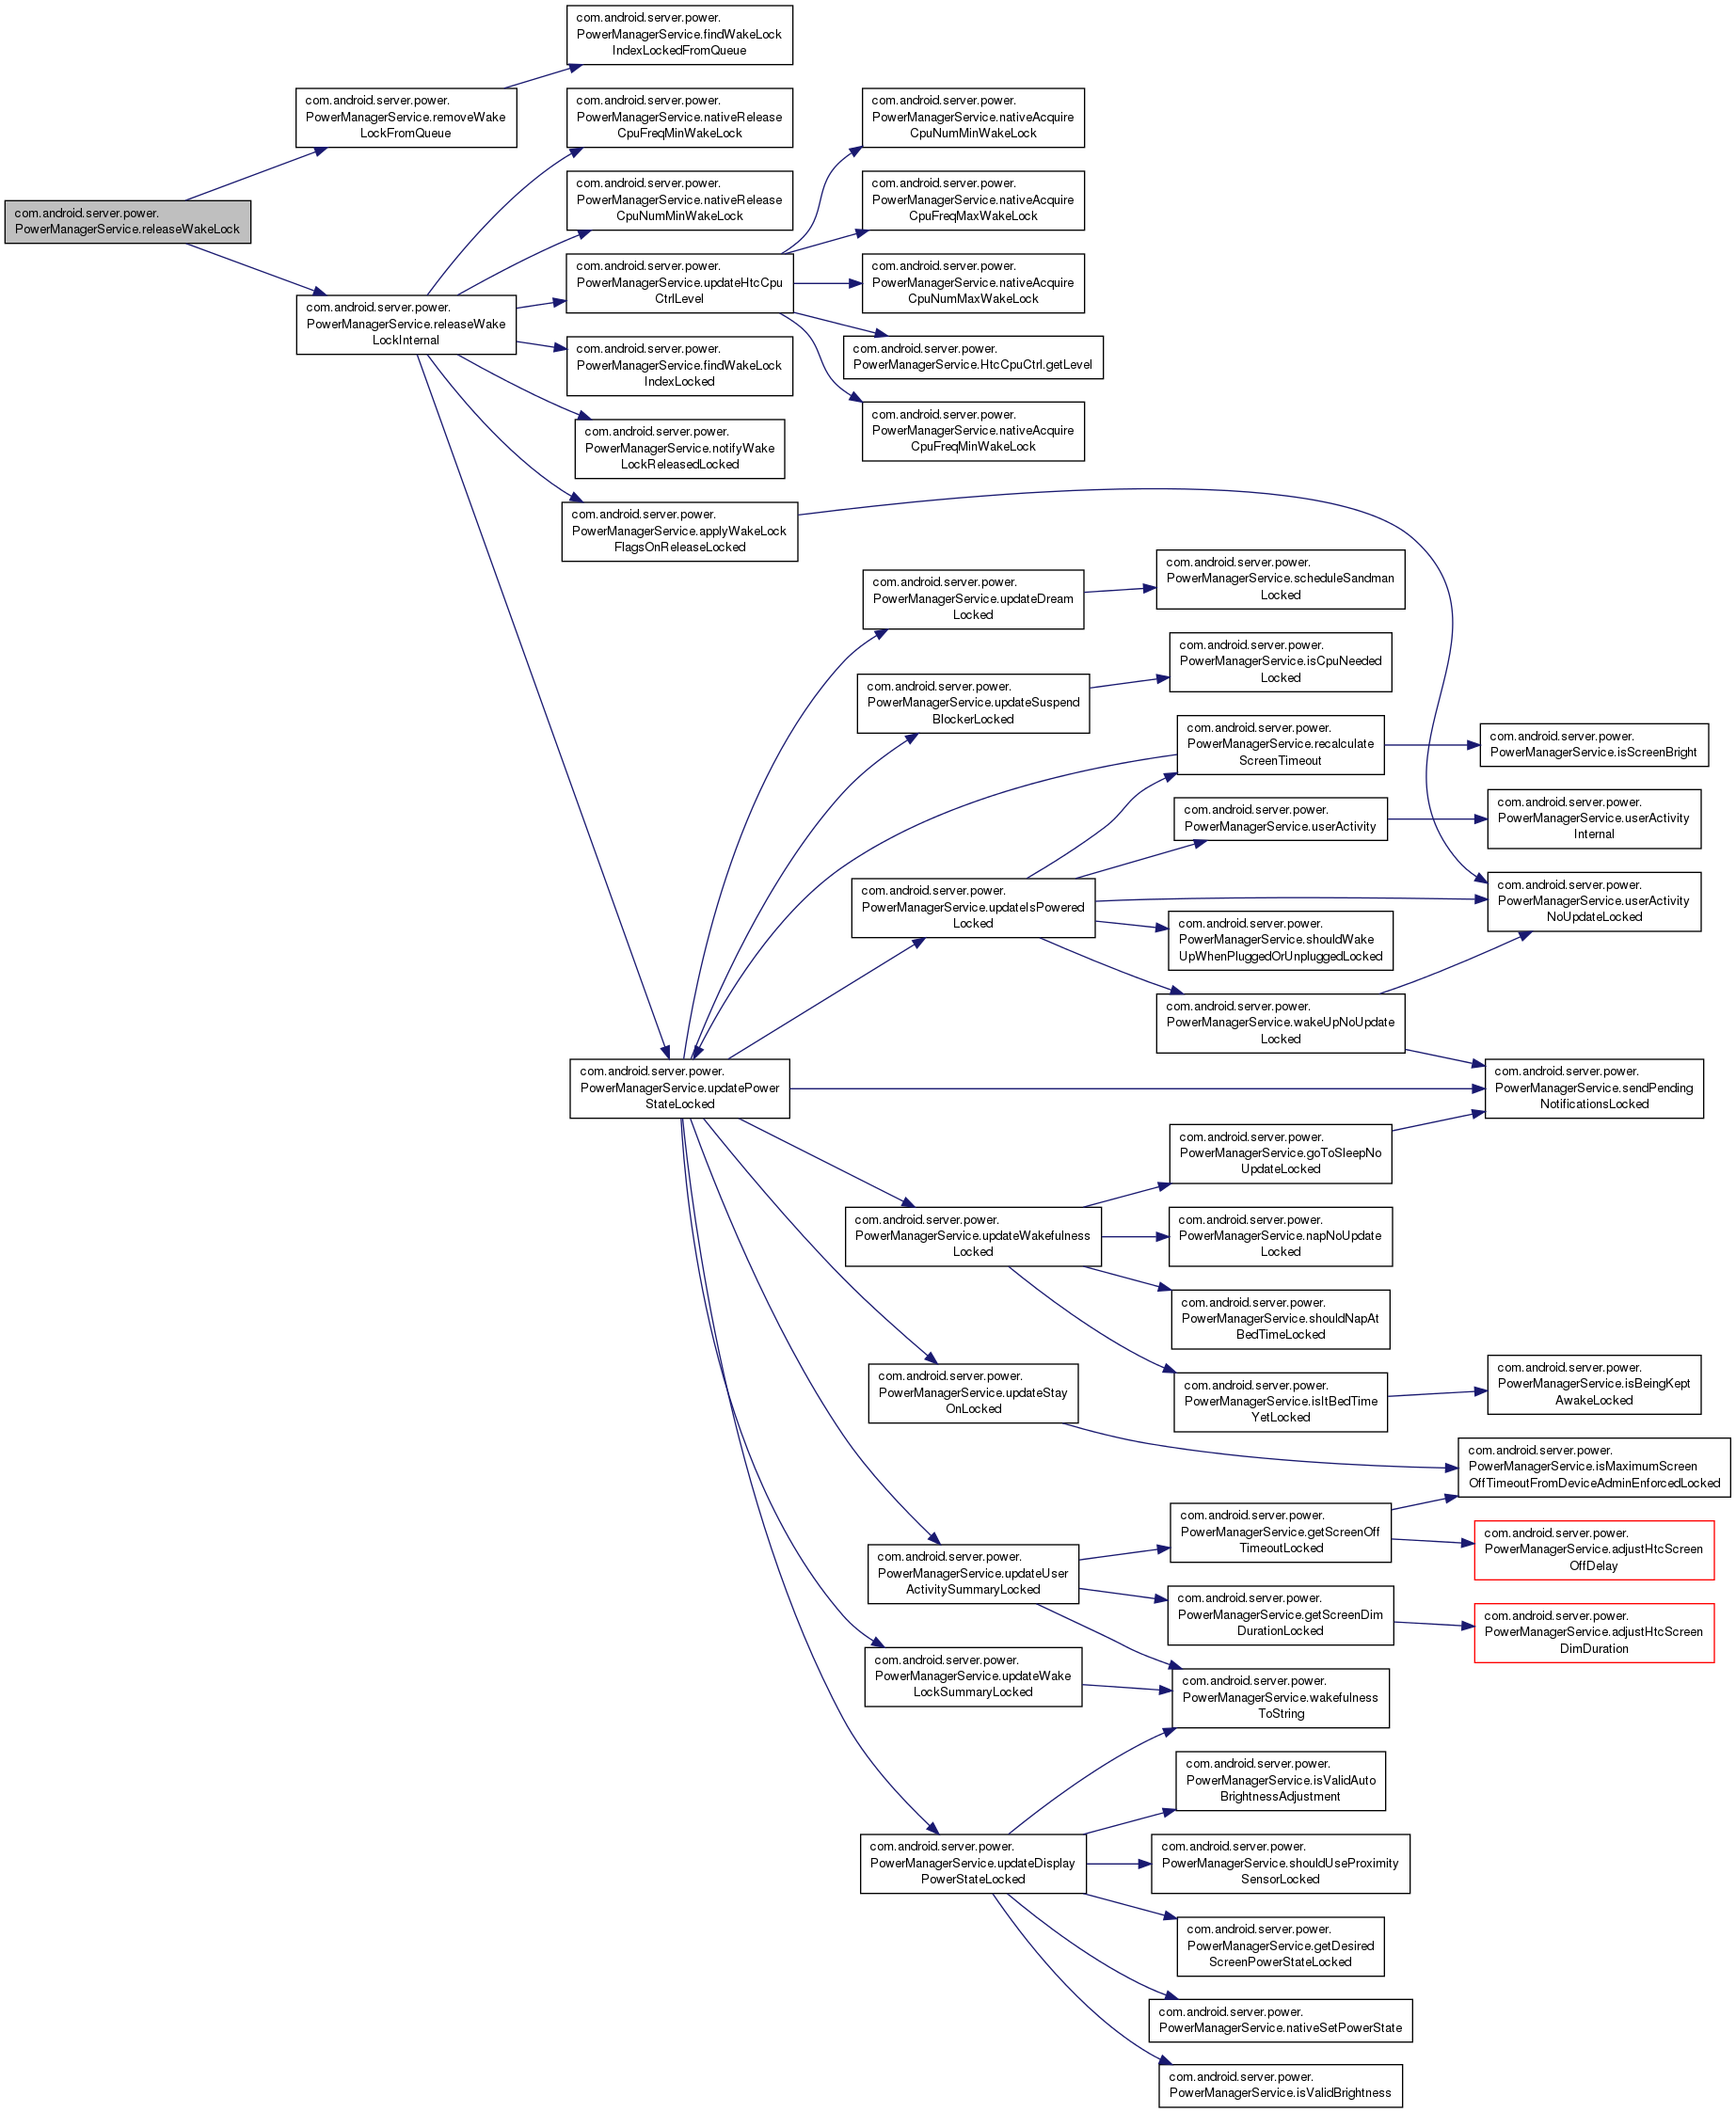 com.android.server.power.
PowerManagerService.findWakeLock
IndexLockedFromQueue
com.android.server.power.
PowerManagerService.removeWake
LockFromQueue
com.android.server.power.
PowerManagerService.nativeRelease
CpuFreqMinWakeLock
com.android.server.power.
PowerManagerService.nativeAcquire
CpuNumMinWakeLock
com.android.server.power.
PowerManagerService.nativeRelease
CpuNumMinWakeLock
com.android.server.power.
PowerManagerService.nativeAcquire
CpuFreqMaxWakeLock
com.android.server.power.
PowerManagerService.releaseWakeLock
com.android.server.power.
PowerManagerService.updateHtcCpu
CtrlLevel
com.android.server.power.
PowerManagerService.nativeAcquire
CpuNumMaxWakeLock
com.android.server.power.
PowerManagerService.releaseWake
LockInternal
com.android.server.power.
PowerManagerService.findWakeLock
IndexLocked
com.android.server.power.
PowerManagerService.HtcCpuCtrl.getLevel
com.android.server.power.
PowerManagerService.nativeAcquire
CpuFreqMinWakeLock
com.android.server.power.
PowerManagerService.notifyWake
LockReleasedLocked
com.android.server.power.
PowerManagerService.applyWakeLock
FlagsOnReleaseLocked
com.android.server.power.
PowerManagerService.updateDream
Locked
com.android.server.power.
PowerManagerService.scheduleSandman
Locked
com.android.server.power.
PowerManagerService.isCpuNeeded
Locked
com.android.server.power.
PowerManagerService.updateSuspend
BlockerLocked
com.android.server.power.
PowerManagerService.recalculate
ScreenTimeout
com.android.server.power.
PowerManagerService.isScreenBright
com.android.server.power.
PowerManagerService.userActivity
com.android.server.power.
PowerManagerService.userActivity
Internal
com.android.server.power.
PowerManagerService.updateIsPowered
Locked
com.android.server.power.
PowerManagerService.userActivity
NoUpdateLocked
com.android.server.power.
PowerManagerService.shouldWake
UpWhenPluggedOrUnpluggedLocked
com.android.server.power.
PowerManagerService.wakeUpNoUpdate
Locked
com.android.server.power.
PowerManagerService.updatePower
StateLocked
com.android.server.power.
PowerManagerService.sendPending
NotificationsLocked
com.android.server.power.
PowerManagerService.goToSleepNo
UpdateLocked
com.android.server.power.
PowerManagerService.updateWakefulness
Locked
com.android.server.power.
PowerManagerService.napNoUpdate
Locked
com.android.server.power.
PowerManagerService.shouldNapAt
BedTimeLocked
com.android.server.power.
PowerManagerService.updateStay
OnLocked
com.android.server.power.
PowerManagerService.isItBedTime
YetLocked
com.android.server.power.
PowerManagerService.isBeingKept
AwakeLocked
com.android.server.power.
PowerManagerService.isMaximumScreen
OffTimeoutFromDeviceAdminEnforcedLocked
com.android.server.power.
PowerManagerService.getScreenOff
TimeoutLocked
com.android.server.power.
PowerManagerService.adjustHtcScreen
OffDelay
com.android.server.power.
PowerManagerService.updateUser
ActivitySummaryLocked
com.android.server.power.
PowerManagerService.getScreenDim
DurationLocked
com.android.server.power.
PowerManagerService.adjustHtcScreen
DimDuration
com.android.server.power.
PowerManagerService.updateWake
LockSummaryLocked
com.android.server.power.
PowerManagerService.wakefulness
ToString
com.android.server.power.
PowerManagerService.isValidAuto
BrightnessAdjustment
com.android.server.power.
PowerManagerService.updateDisplay
PowerStateLocked
com.android.server.power.
PowerManagerService.shouldUseProximity
SensorLocked
com.android.server.power.
PowerManagerService.getDesired
ScreenPowerStateLocked
com.android.server.power.
PowerManagerService.nativeSetPowerState
com.android.server.power.
PowerManagerService.isValidBrightness